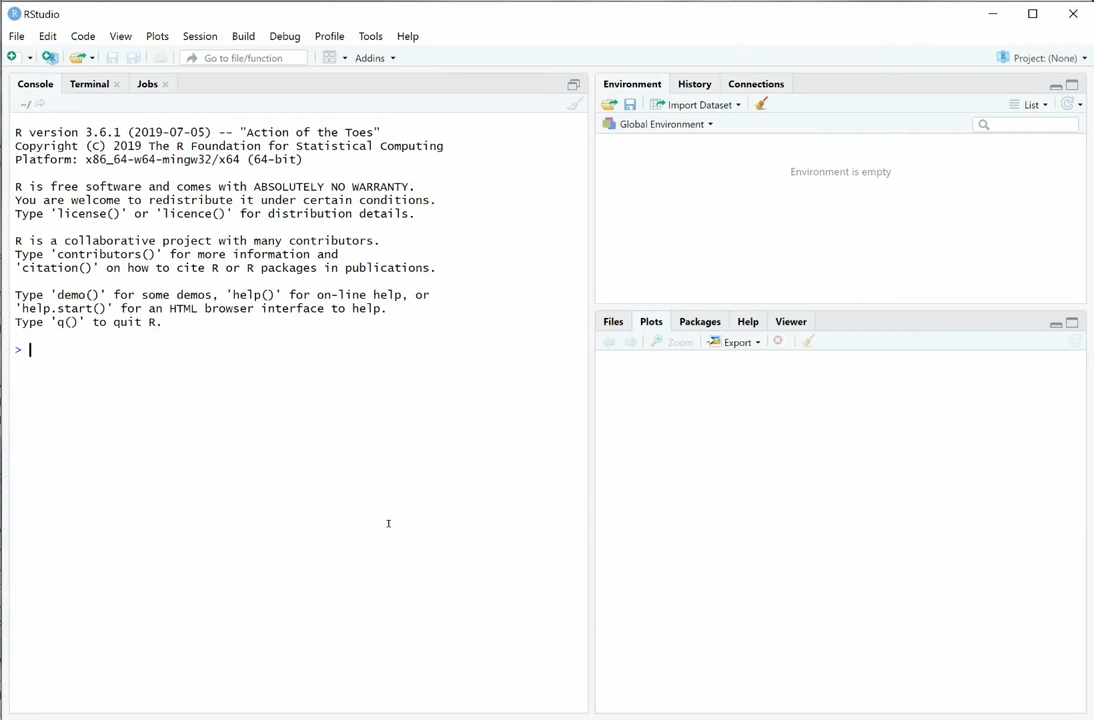 RStudio
File Edit Code View Plots Session Build Debug Profile Tools Help
Go to file/function Addins Project: (None)
Console Terminal Jobs
~/
R version 3.6.1 (2019-07-05) -- "Action of the Toes"
Copyright (C) 2019 The R Foundation for Statistical Computing
Platform: x86_64-w64-mingw32/x64 (64-bit)
R is free software and comes with ABSOLUTELY NO WARRANTY.
You are welcome to redistribute it under certain conditions.
Type 'license()' or 'licence()' for distribution details.
R is a collaborative project with many contributors.
Type 'contributors()' for more information and
'citation()' on how to cite R or R packages in publications.
Type 'demo()' for some demos, 'help()' for on-line help, or
'help.start()' for an HTML browser interface to help.
Type 'q()' to quit R.
>
Environment History Connections
Import Dataset List
Global Environment
Environment is empty
Files Plots Packages Help Viewer
Zoom Export